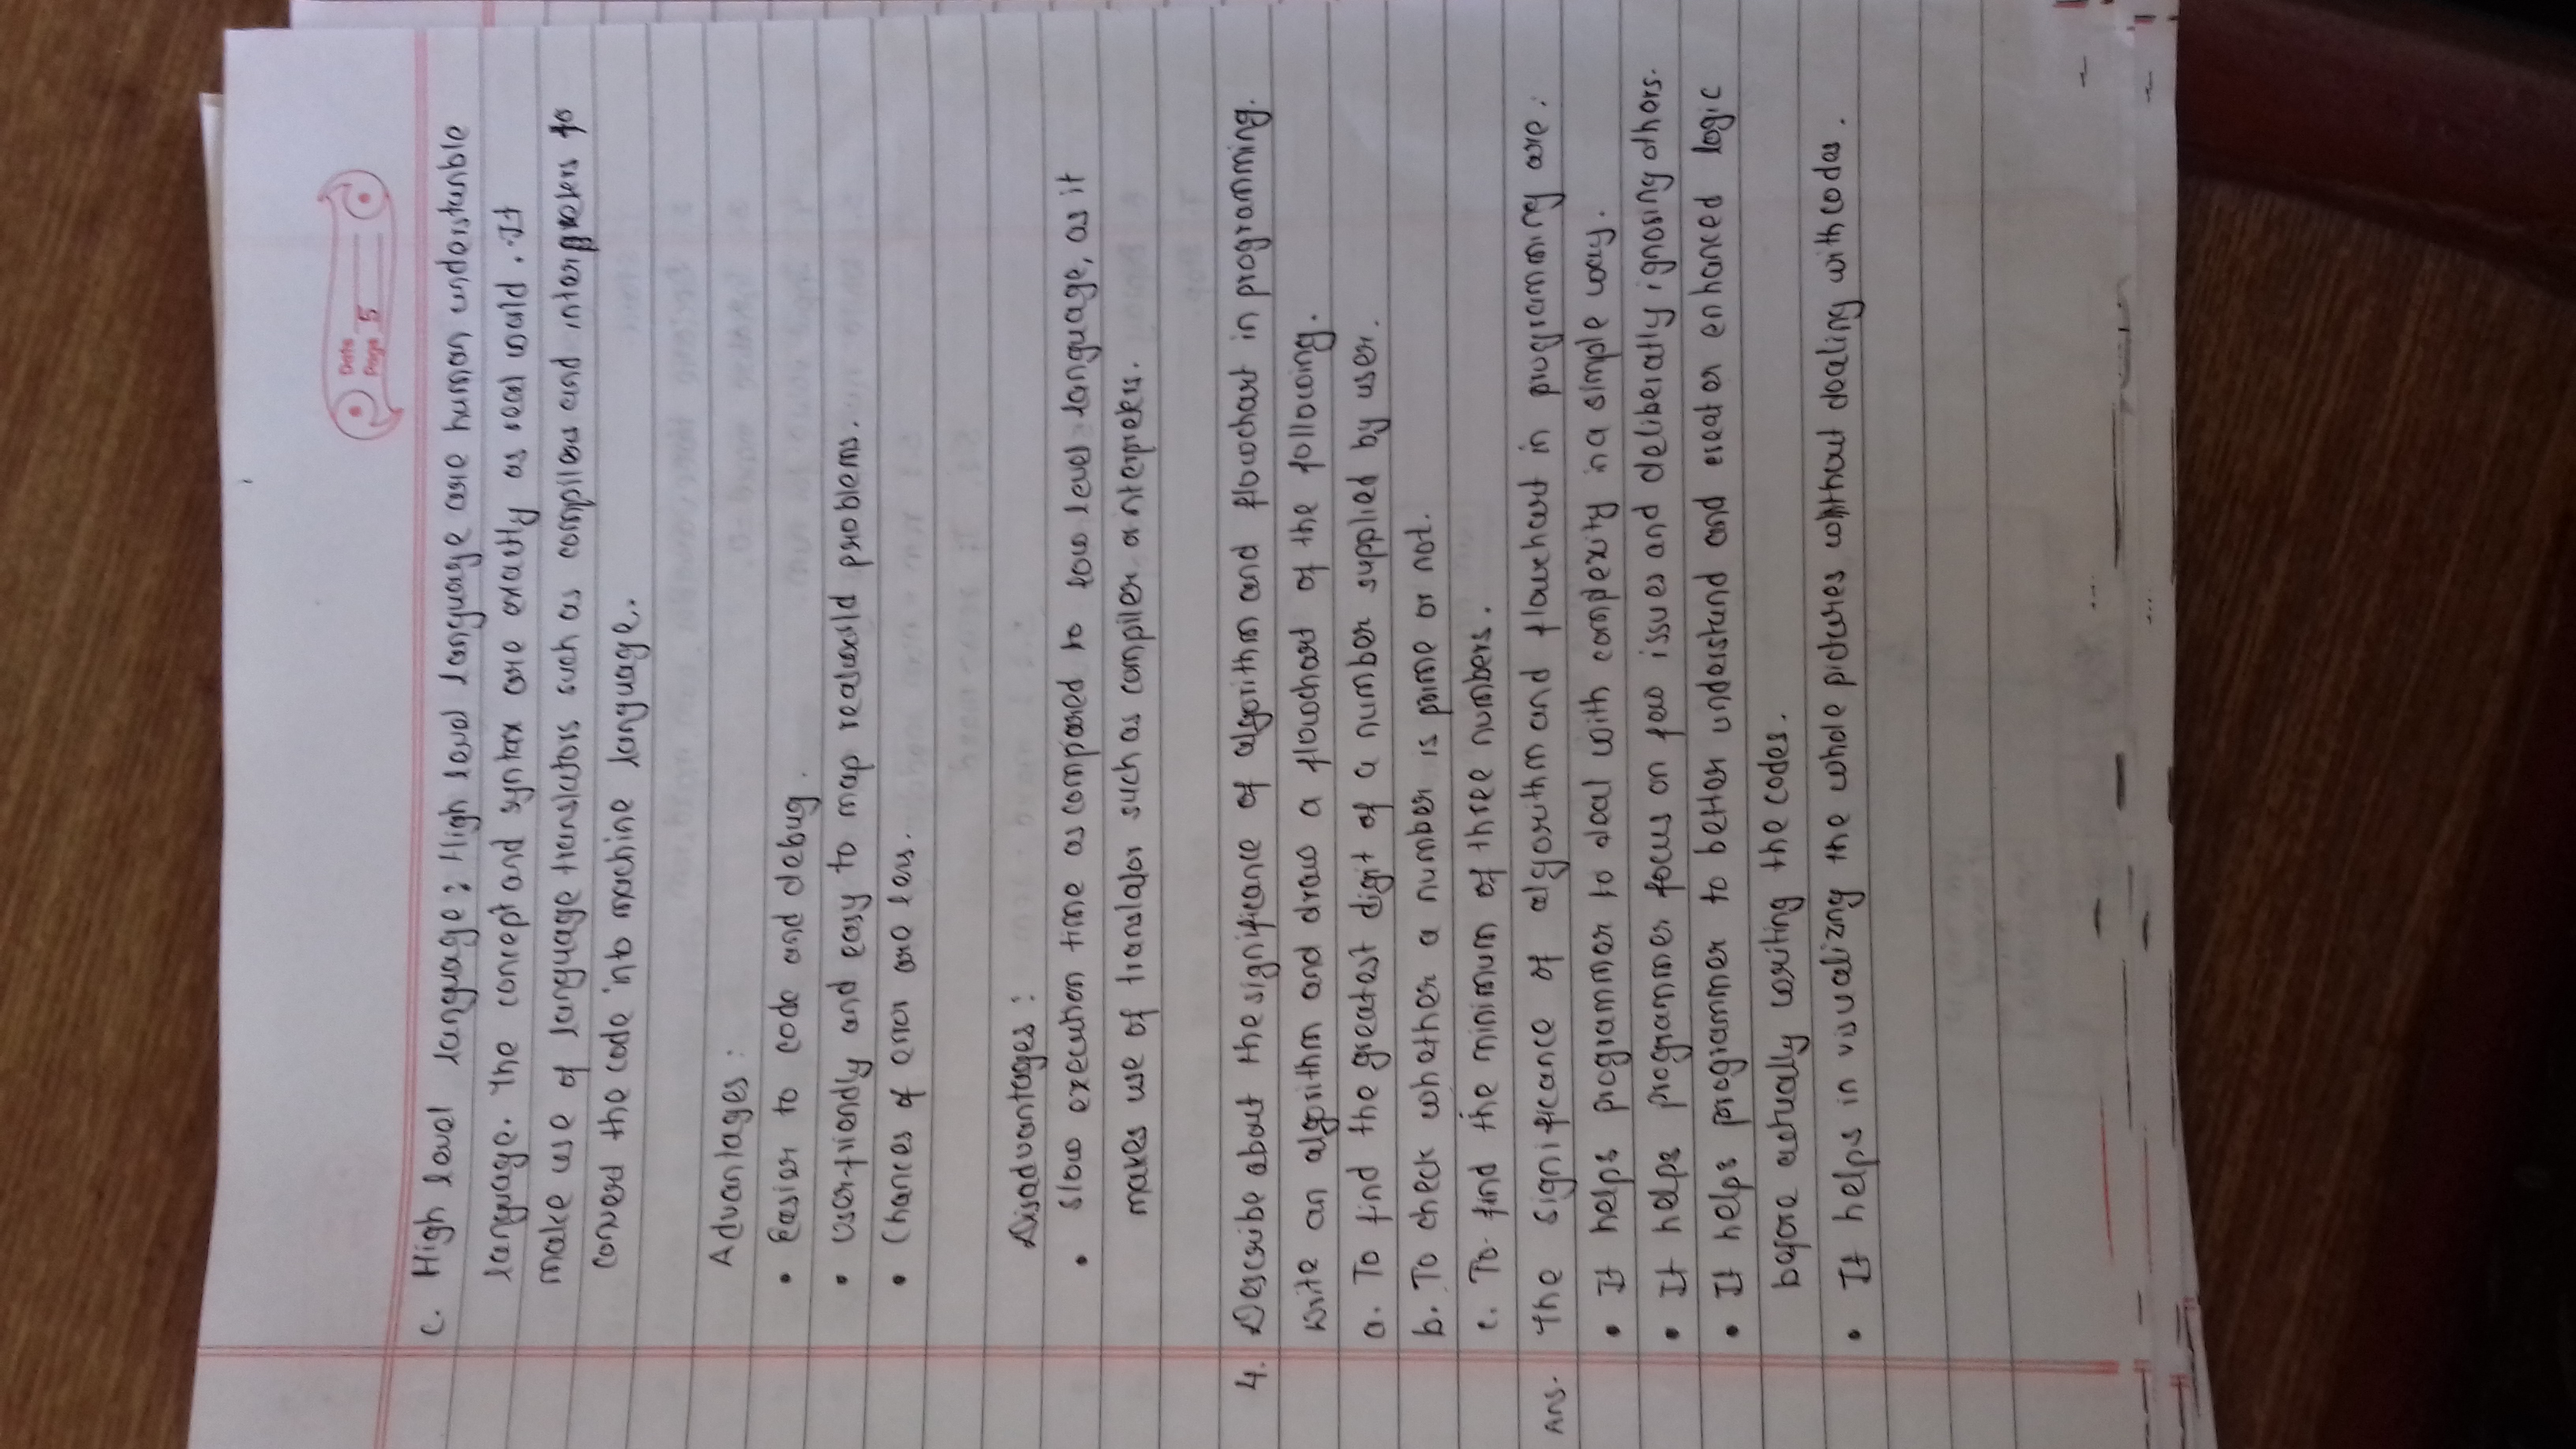 Date
Page 5
c. High level language: High level language are human understanble
language. The concept and syntax are exactly as real world. It
make use of language translators such as compilers and interpreters to
convert the code into machine language.
Advantages:
• Easier to code and debug.
• User-friendly and easy to map realworld problems.
• Chances of error are less.
Disadvantages:
• Slow execution time as compared to low level language, as it
makes use of translator such as compiler or interpreters.
4. Describe about the significance of algorithm and flowchart in programming.
Write an algorithm and draw a flowchart of the following.
a. To find the greatest digit of a number supplied by user.
b. To check whether a number is prime or not.
c. To find the minimum of three numbers.
Ans. The significance of algorithm and flowchart in programming are:
• It helps programmer to deal with complexity in a simple way.
• It helps programmer focus on few issues and deliberatly ignosing others.
• It helps programmer to better understand and creater enhanced logic
before actually writing the codes.
• It helps in visualizing the whole pictures without dealing with codes.